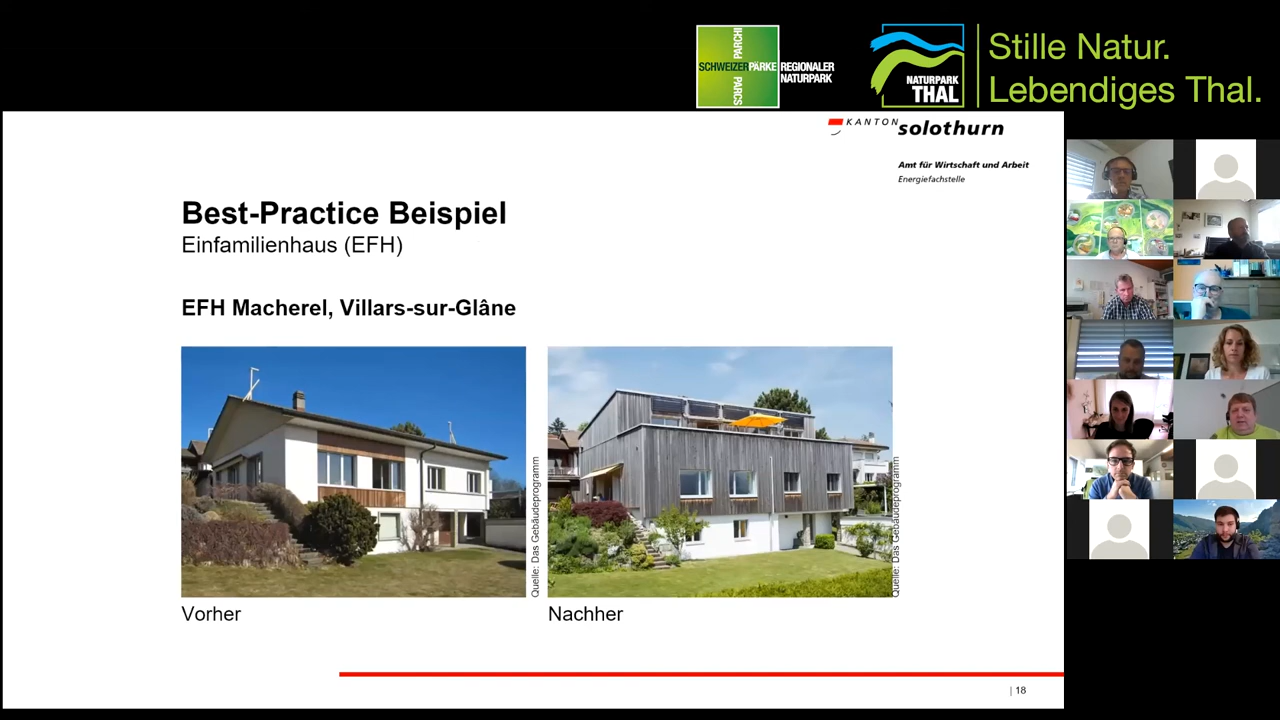 SCHWEIZER PÄRKE
PARCHI
PARCS
REGIONALER
NATURPARK
NATURPARK
THAL
Stille Natur.
Lebendiges Thal.
KANTON solothurn
Amt für Wirtschaft und Arbeit
Energiefachstelle
Best-Practice Beispiel
Einfamilienhaus (EFH)
EFH Macherel, Villars-sur-Glâne
Quelle: Das Gebäudeprogramm
Quelle: Das Gebäudeprogramm
Vorher
Nachher
| 18